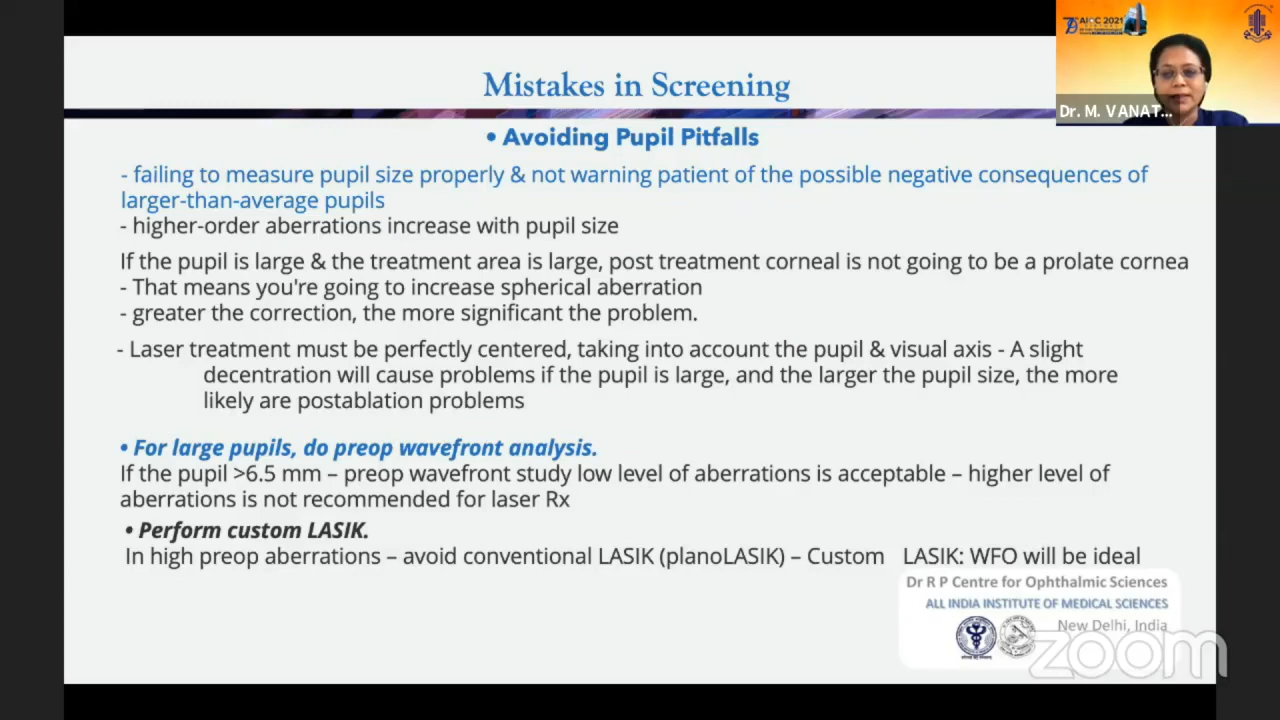 Mistakes in Screening
• Avoiding Pupil Pitfalls
- failing to measure pupil size properly & not warning patient of the possible negative consequences of
larger-than-average pupils
- higher-order aberrations increase with pupil size
If the pupil is large & the treatment area is large, post treatment corneal is not going to be a prolate cornea
- That means you're going to increase spherical aberration
- greater the correction, the more significant the problem.
- Laser treatment must be perfectly centered, taking into account the pupil & visual axis - A slight
decentration will cause problems if the pupil is large, and the larger the pupil size, the more
likely are postablation problems
• For large pupils, do preop wavefront analysis.
If the pupil >6.5 mm – preop wavefront study low level of aberrations is acceptable – higher level of
aberrations is not recommended for laser Rx
• Perform custom LASIK.
In high preop aberrations – avoid conventional LASIK (planoLASIK) – Custom LASIK: WFO will be ideal
Dr R P Centre for Ophthalmic Sciences
ALL INDIA INSTITUTE OF MEDICAL SCIENCES
New Delhi, India
zoom
AIOC 2021
Dr. M. VANAT...